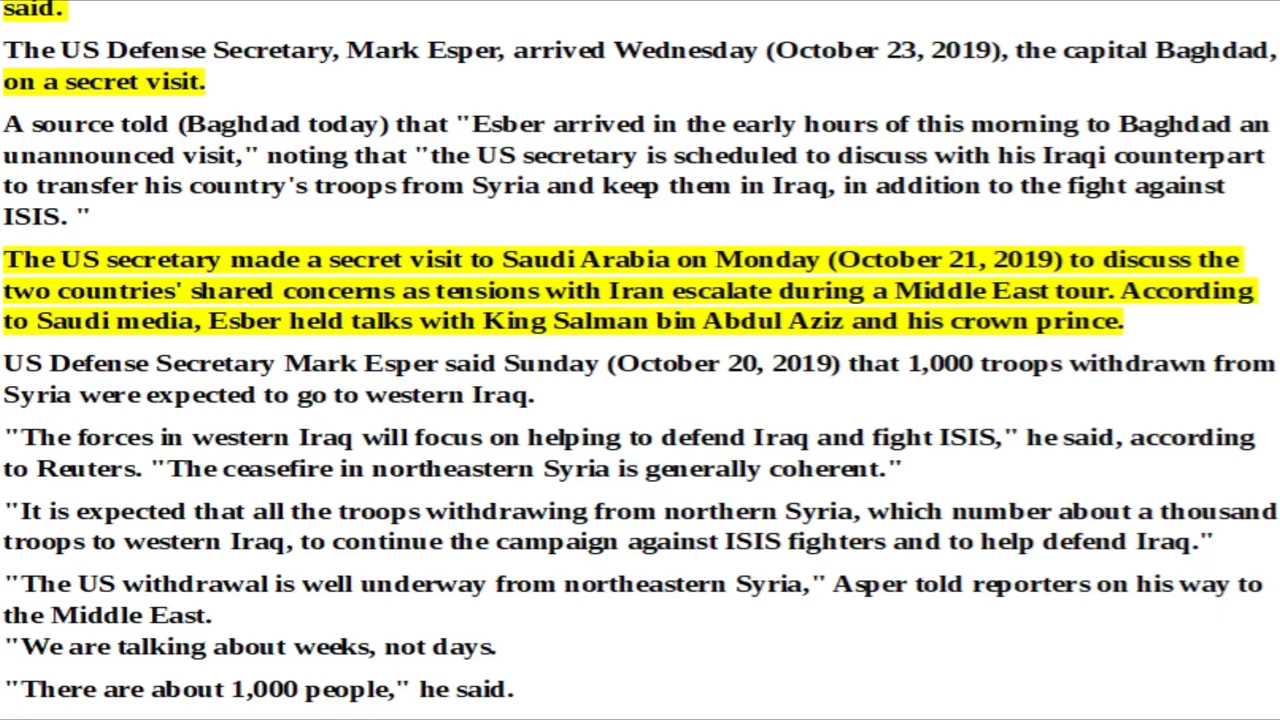 said.
The US Defense Secretary, Mark Esper, arrived Wednesday (October 23, 2019), the capital Baghdad,
on a secret visit.
A source told (Baghdad today) that "Esber arrived in the early hours of this morning to Baghdad an
unannounced visit," noting that "the US secretary is scheduled to discuss with his Iraqi counterpart
to transfer his country's troops from Syria and keep them in Iraq, in addition to the fight against
ISIS. "
The US secretary made a secret visit to Saudi Arabia on Monday (October 21, 2019) to discuss the
two countries' shared concerns as tensions with Iran escalate during a Middle East tour. According
to Saudi media, Esber held talks with King Salman bin Abdul Aziz and his crown prince.
US Defense Secretary Mark Esper said Sunday (October 20, 2019) that 1,000 troops withdrawn from
Syria were expected to go to western Iraq.
"The forces in western Iraq will focus on helping to defend Iraq and fight ISIS," he said, according
to Reuters. "The ceasefire in northeastern Syria is generally coherent."
"It is expected that all the troops withdrawing from northern Syria, which number about a thousand
troops to western Iraq, to continue the campaign against ISIS fighters and to help defend Iraq."
"The US withdrawal is well underway from northeastern Syria," Asper told reporters on his way to
the Middle East.
"We are talking about weeks, not days.
"There are about 1,000 people," he said.